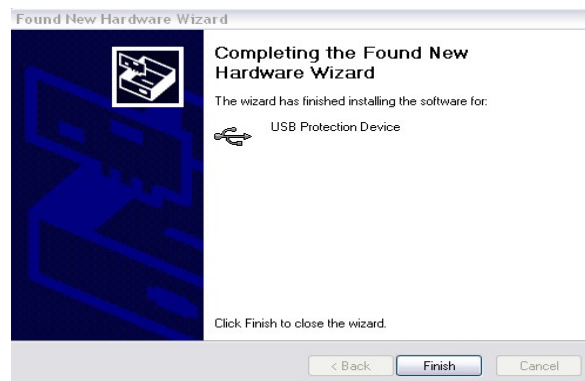 Found New Hardware Wizard
Completing the Found New
Hardware Wizard
The wizard has finished installing the software for:
USB Protection Device
Click Finish to close the wizard.
< Back
Finish
Cancel